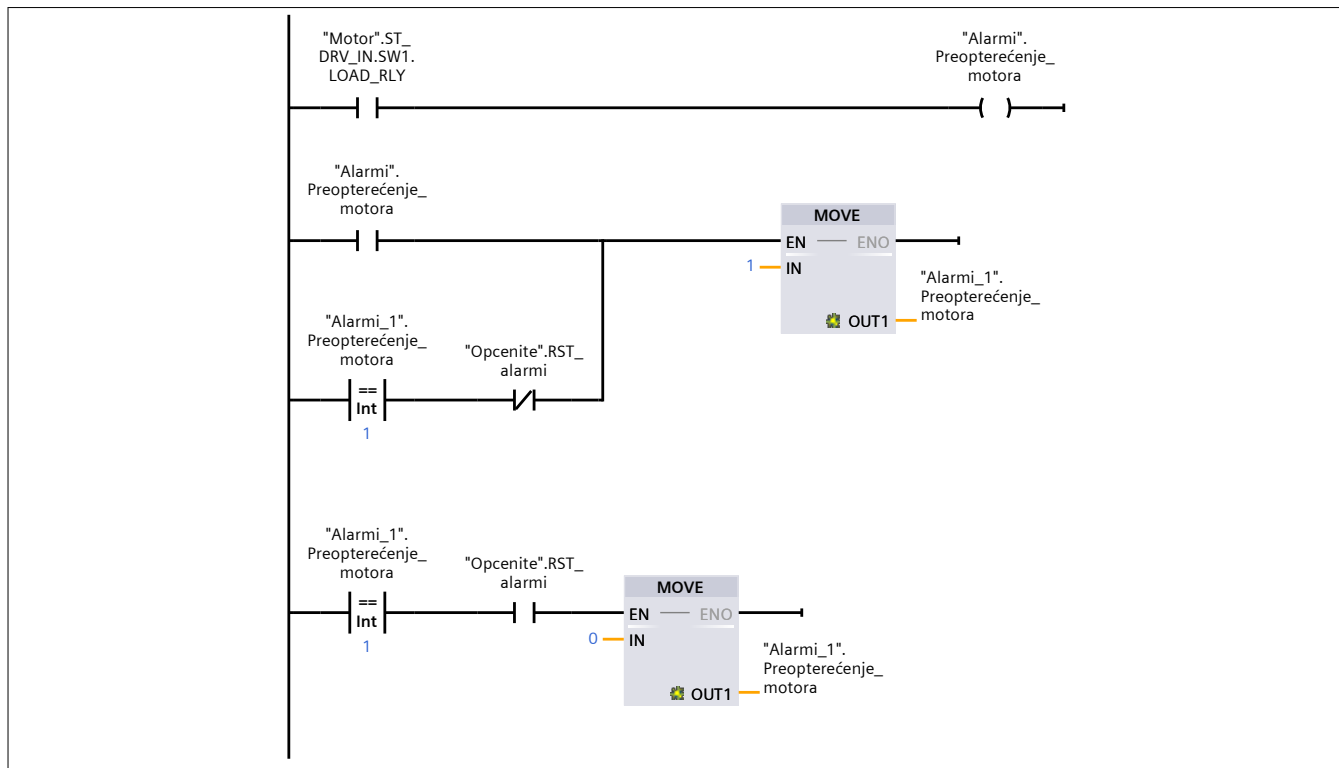 "Motor".ST_
DRV_IN.SW1.
LOAD_RLY
"Alarmi".
Preopterećenje_
motora
"Alarmi".
Preopterećenje_
motora
MOVE
EN
ENO
1
IN
"Alarmi_1".
Preopterećenje_
motora
OUT1
"Alarmi_1".
Preopterećenje_
motora
"Opcenite".RST_
alarmi
==
Int
1
"Alarmi_1".
Preopterećenje_
motora
"Opcenite".RST_
alarmi
==
Int
1
MOVE
EN
ENO
0
IN
"Alarmi_1".
Preopterećenje_
motora
OUT1